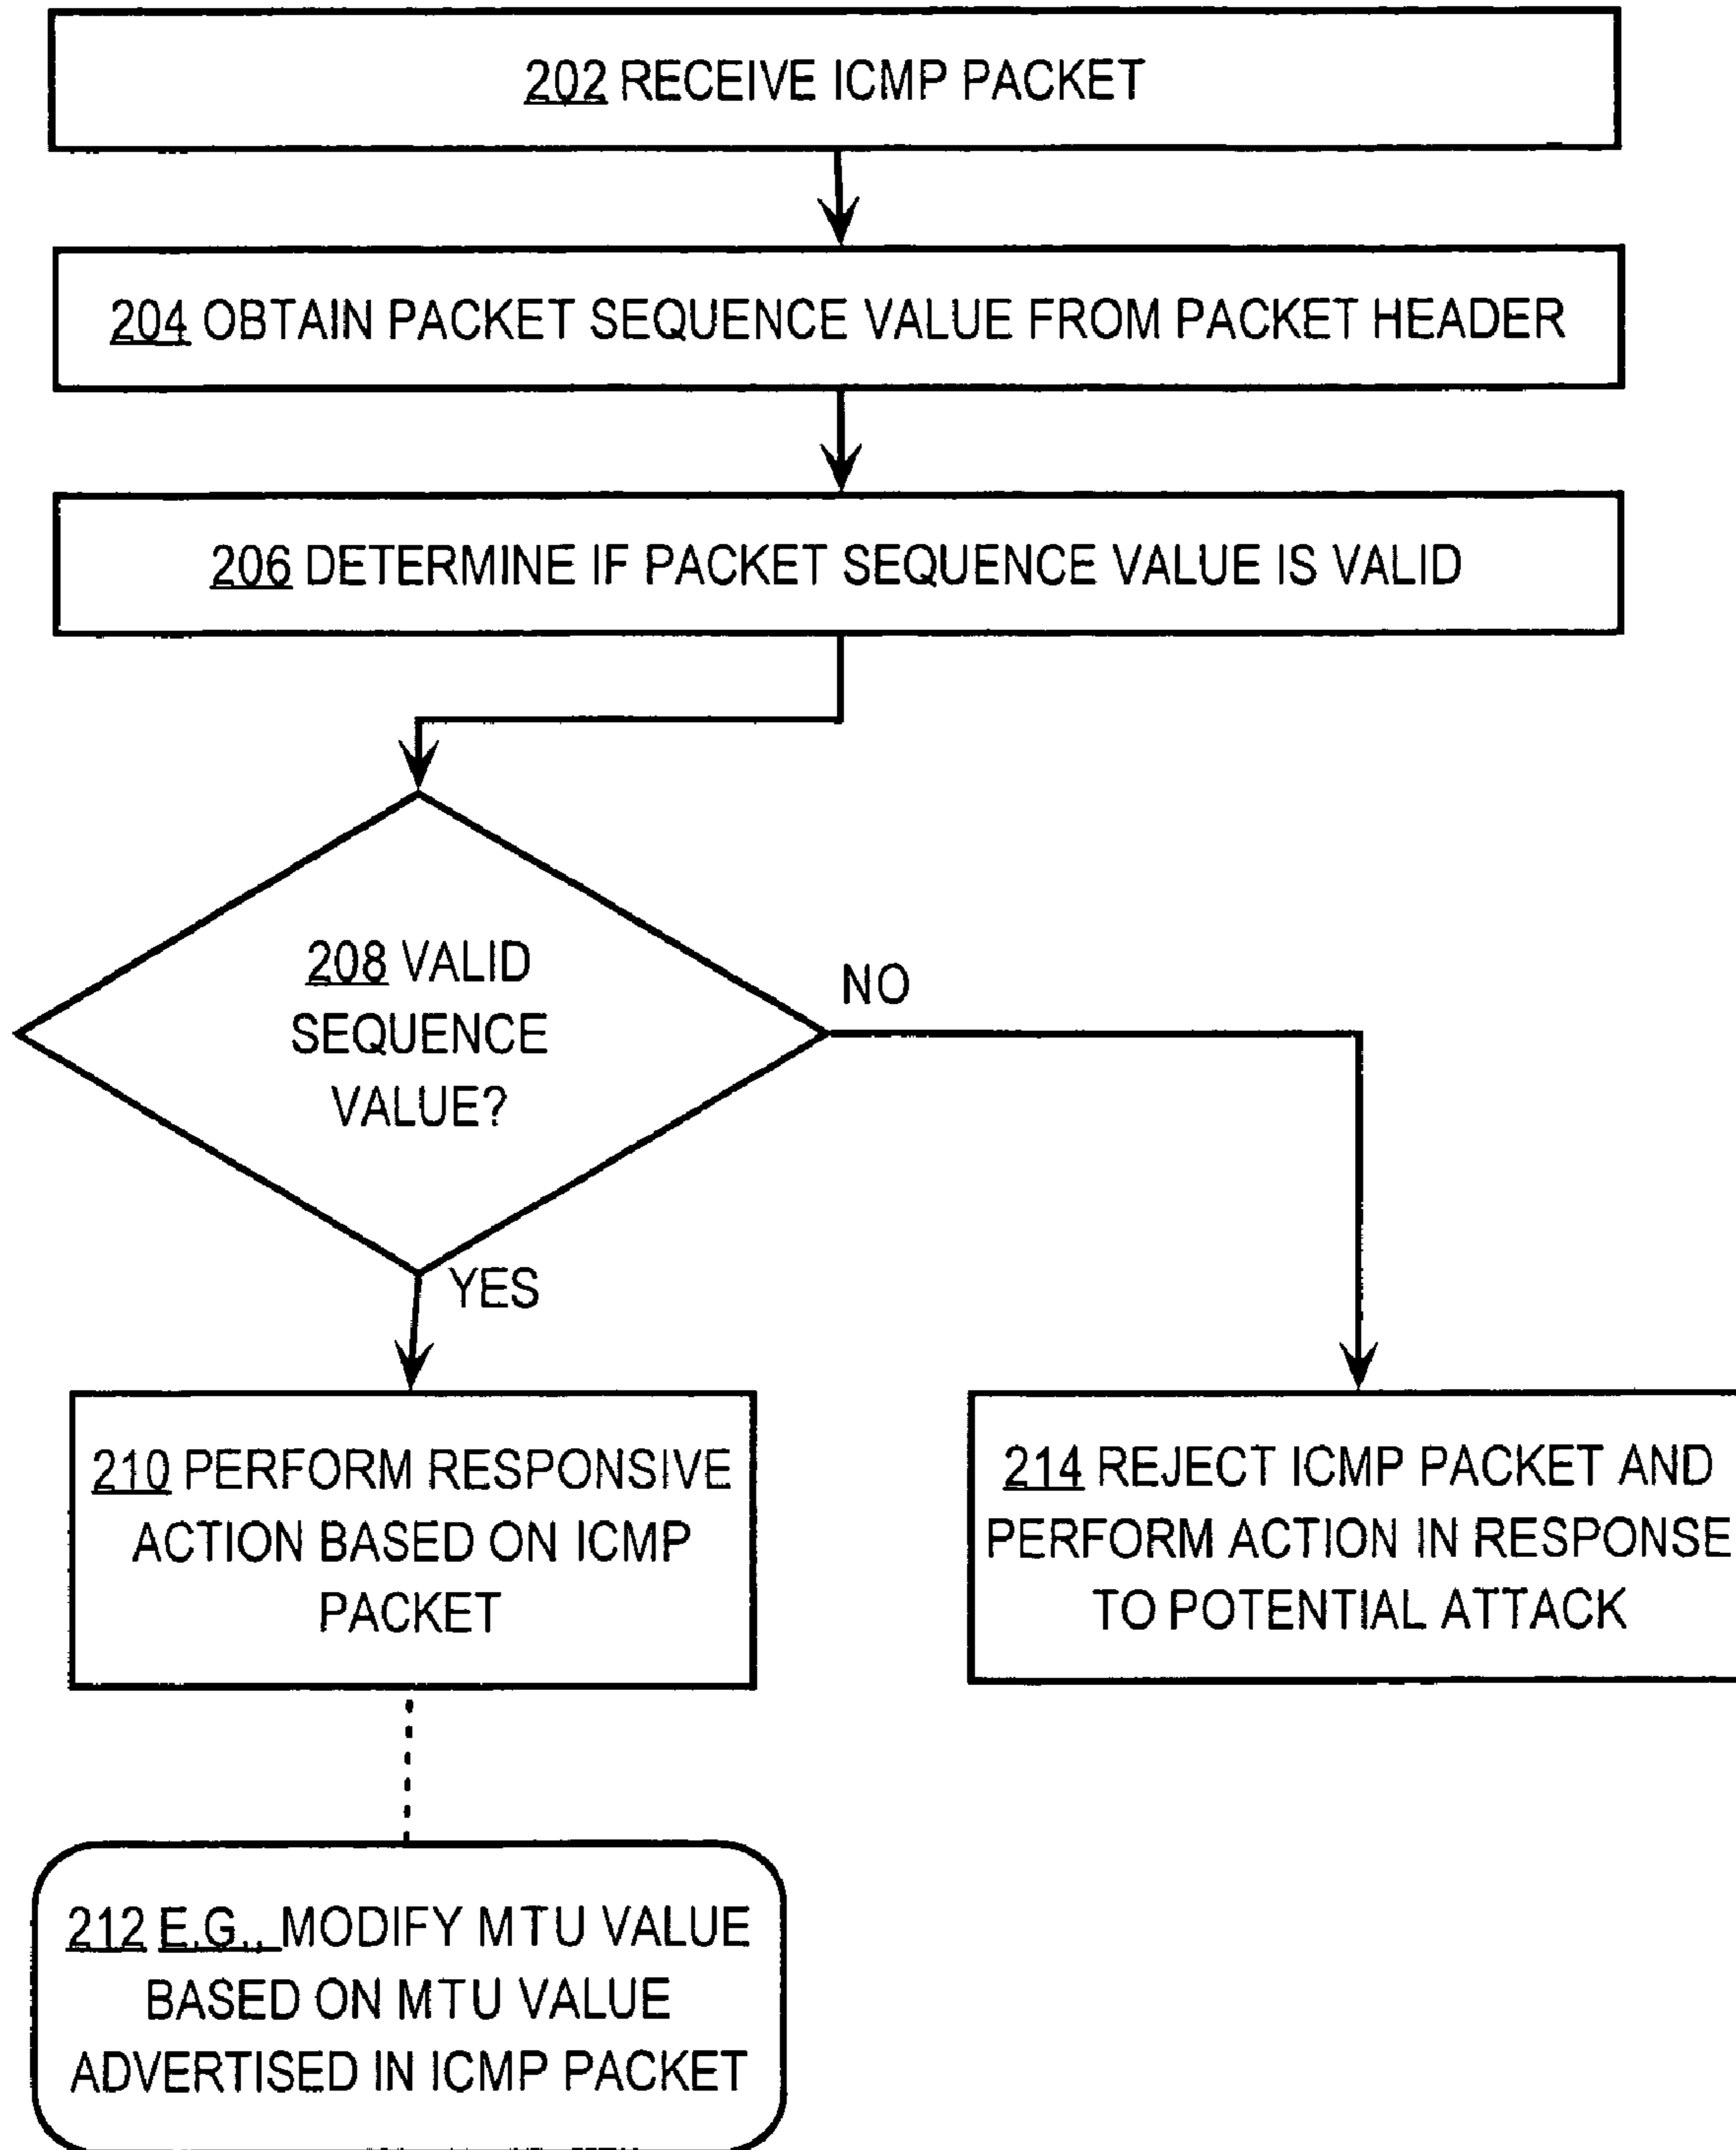 202 RECEIVE ICMP PACKET
204 OBTAIN PACKET SEQUENCE VALUE FROM PACKET HEADER
206 DETERMINE IF PACKET SEQUENCE VALUE IS VALID
208 VALID
SEQUENCE
VALUE?
NO
YES
210 PERFORM RESPONSIVE
ACTION BASED ON ICMP
PACKET
214 REJECT ICMP PACKET AND
PERFORM ACTION IN RESPONSE
TO POTENTIAL ATTACK
212 E.G., MODIFY MTU VALUE
BASED ON MTU VALUE
ADVERTISED IN ICMP PACKET